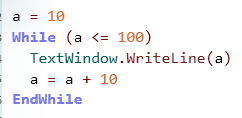 a = 10
While (a <= 100)
TextWindow.WriteLine(a)
a = a + 10
EndWhile